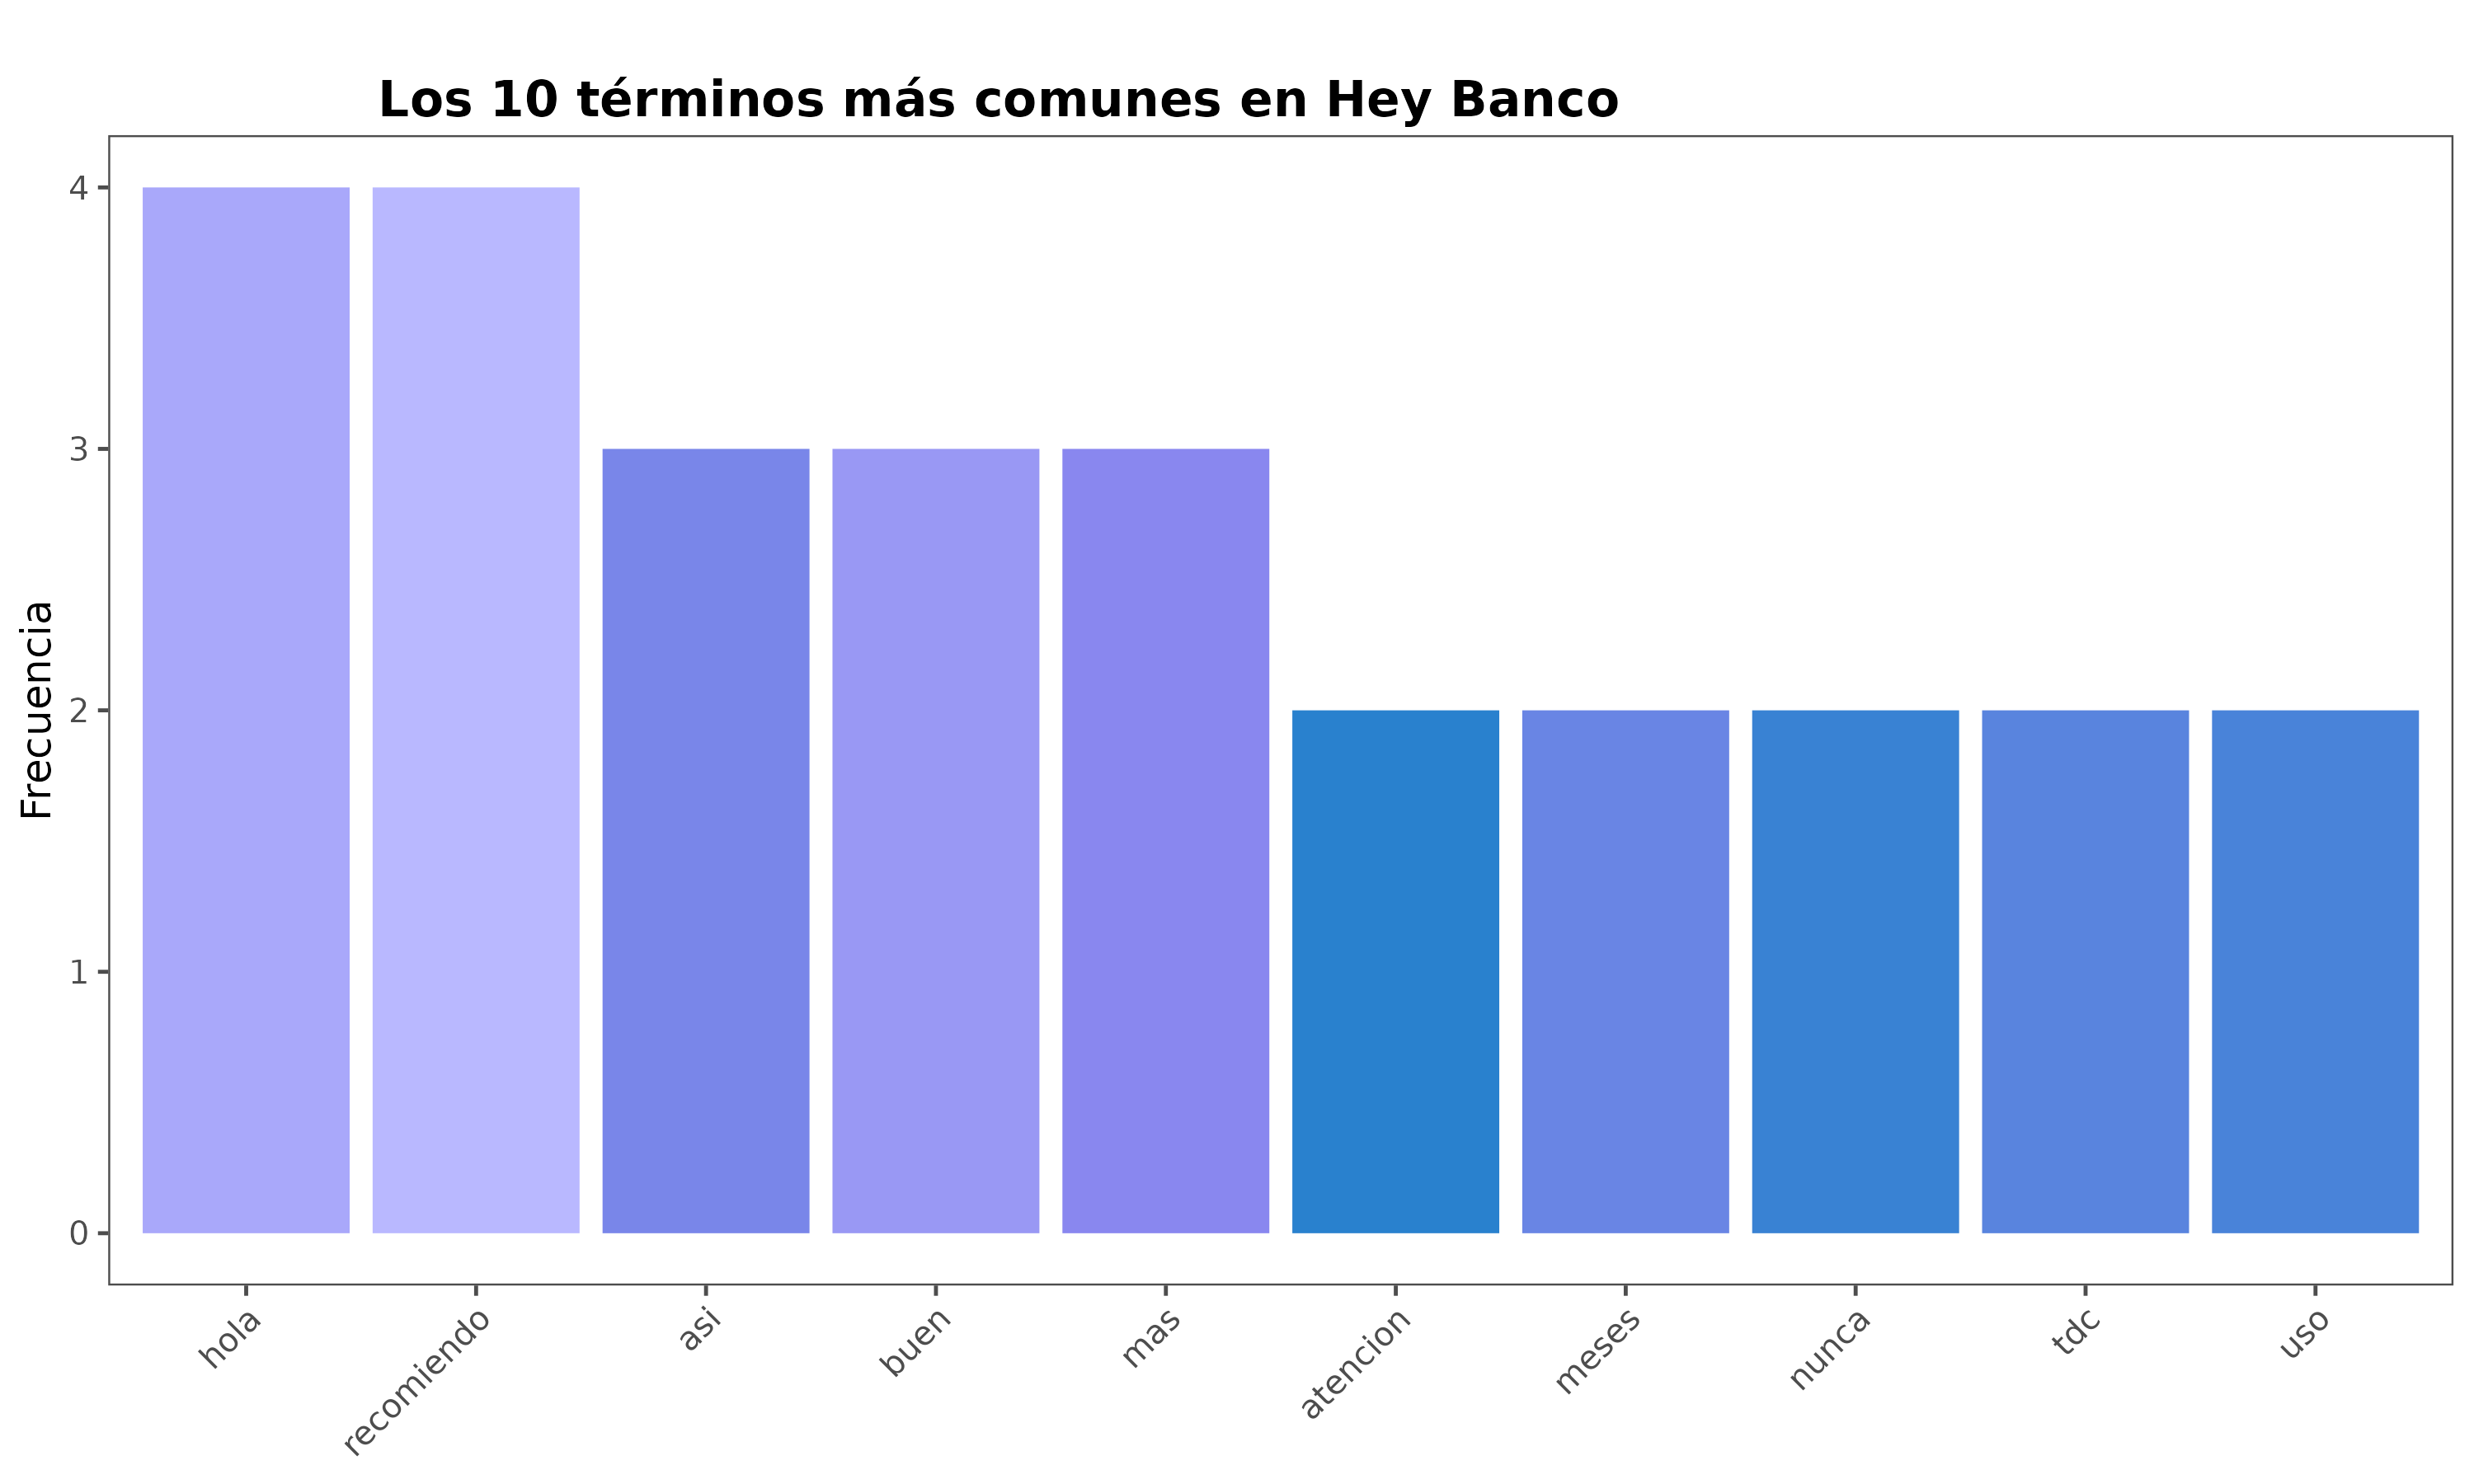 Los 10 términos más comunes en Hey Banco
Frecuencia
4
3
2
1
0
hola
recomiendo
asi
buen
mas
atencion
meses
nunca
tdc
uso